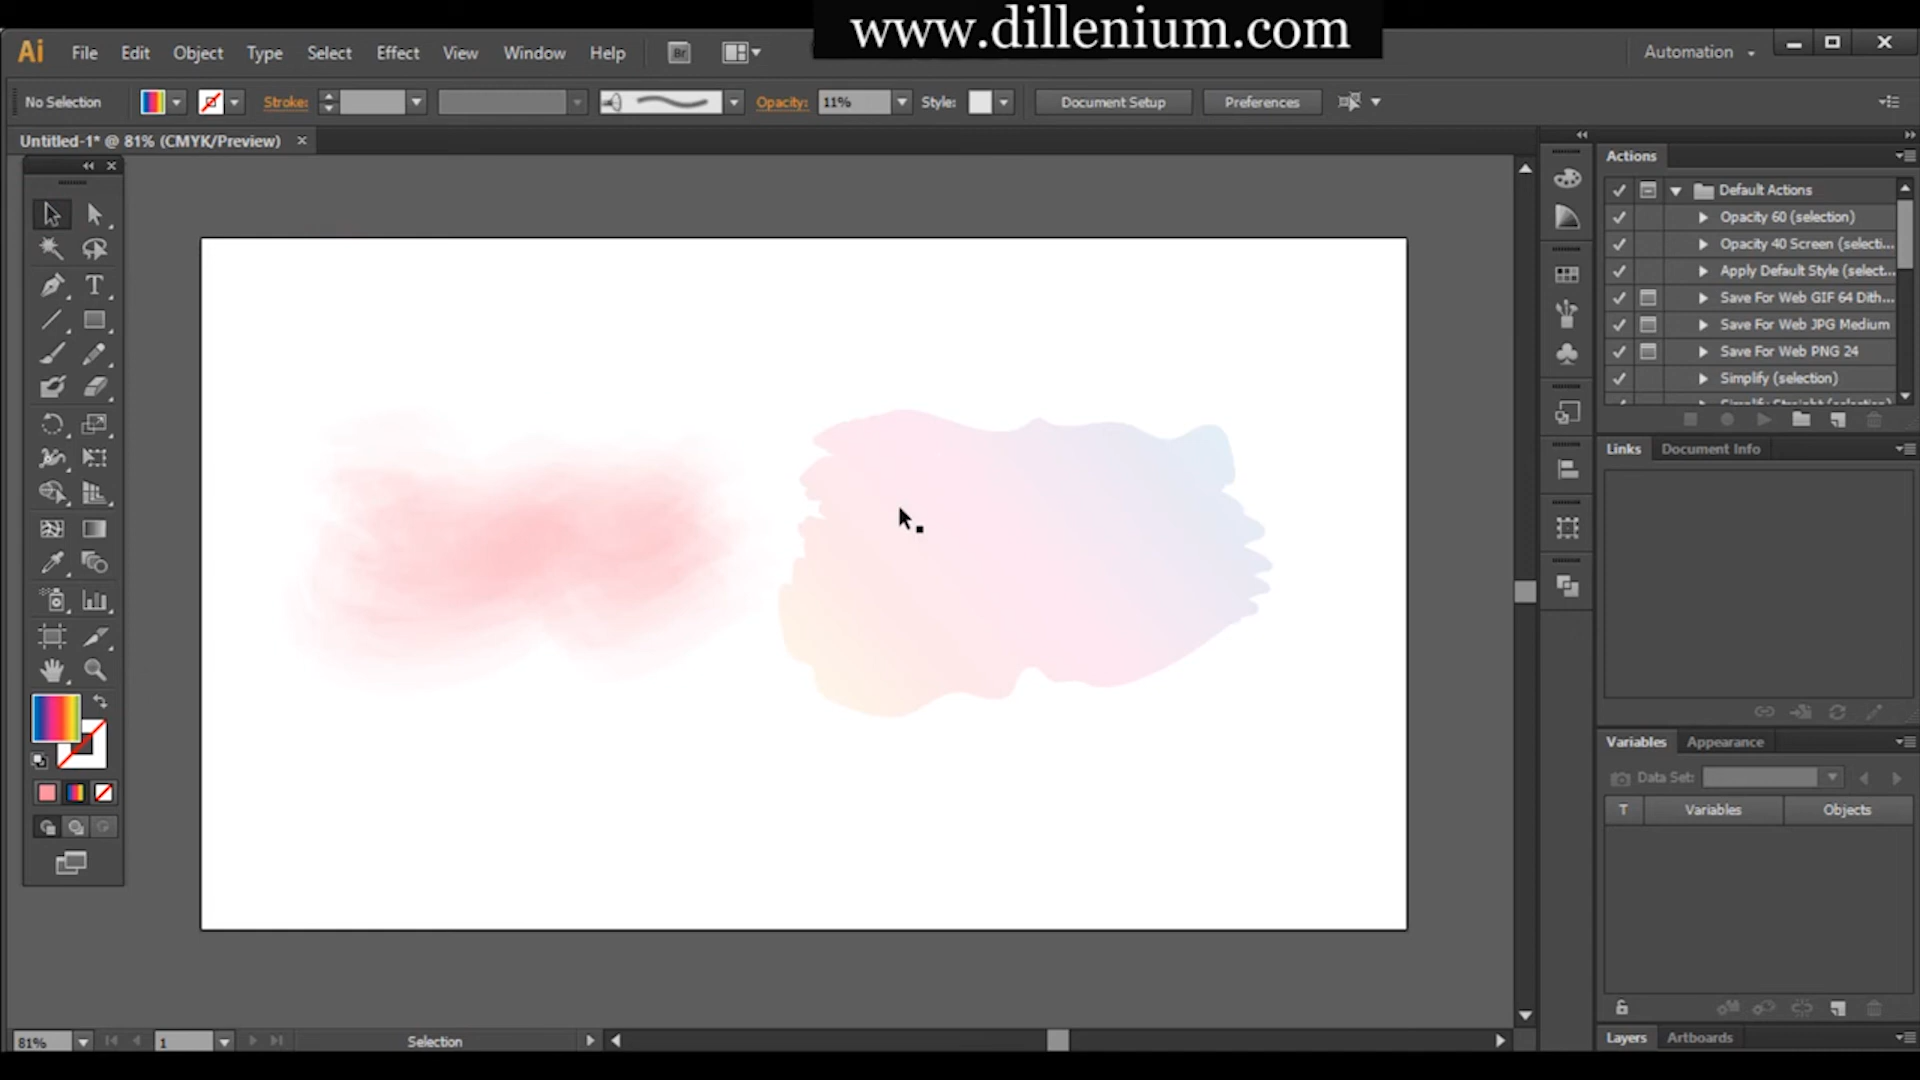 www.dillenium.com
Ai File Edit Object Type Select Effect View Window Help Br Automation
No Selection Stroke: Opacity: 11% Style: Document Setup Preferences
Untitled-1* @ 81% (CMYK/Preview)
Actions
Default Actions
Opacity 60 (selection)
Opacity 40 Screen (selecti...
Apply Default Style (select...
Save For Web GIF 64 Dith...
Save For Web JPG Medium
Save For Web PNG 24
Simplify (selection)
Links Document Info
Variables Appearance
Data Set:
T Variables Objects
81% 1 Selection
Layers Artboards